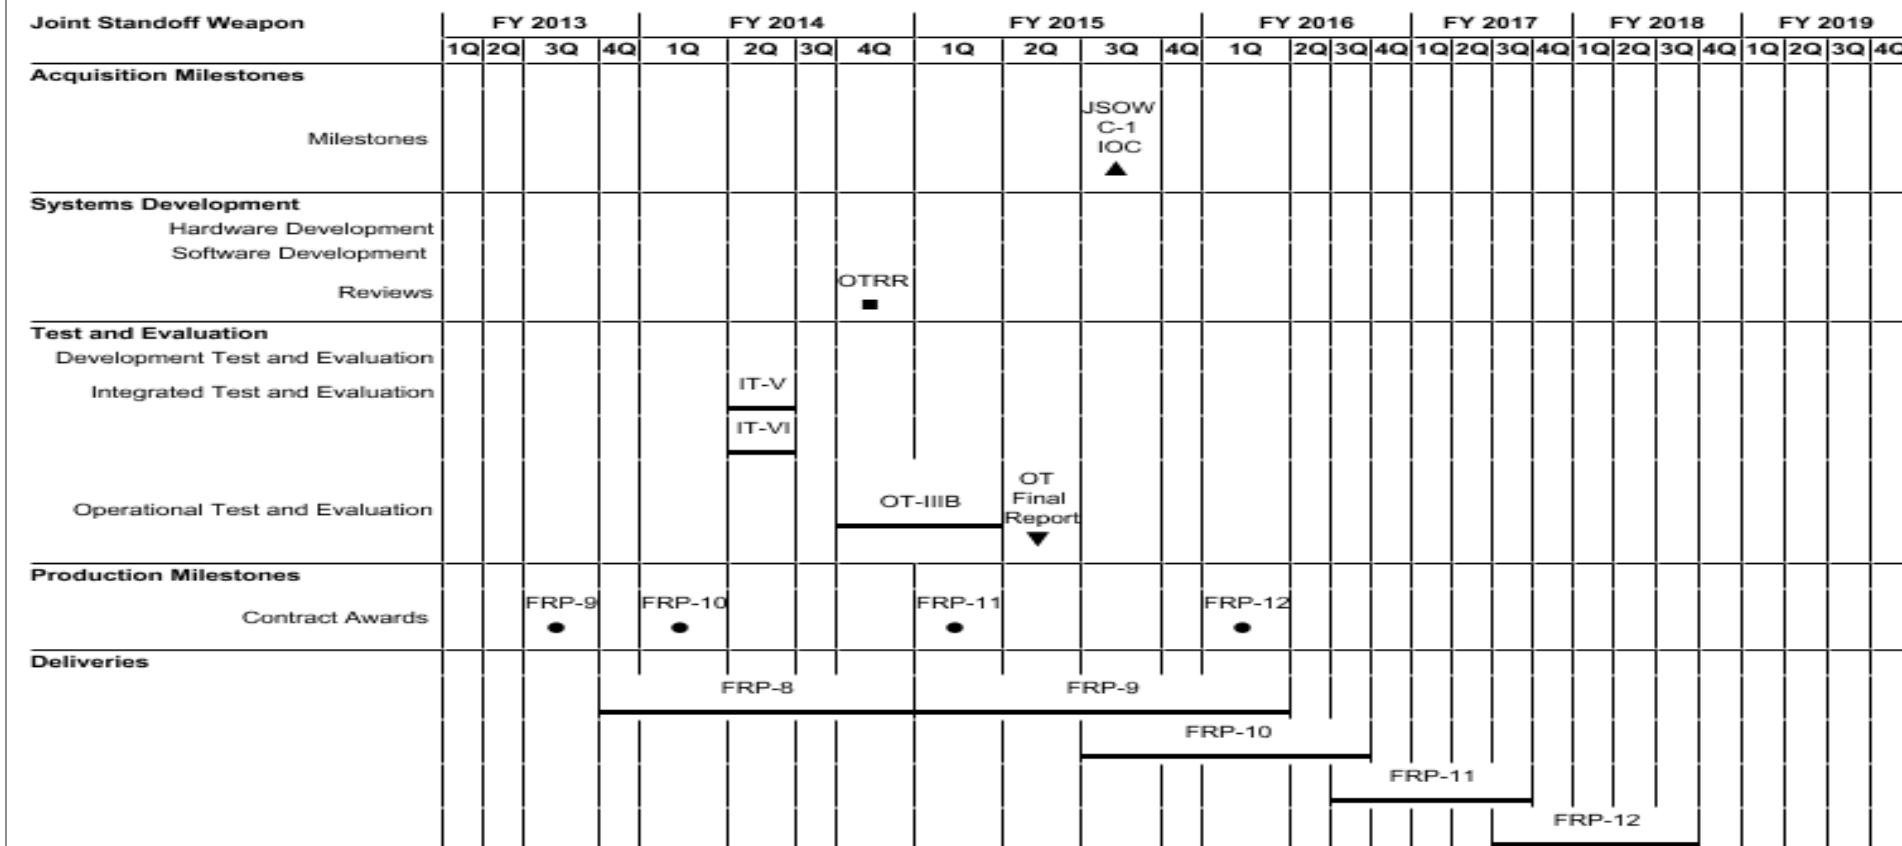 Joint Standoff Weapon FY 2013 FY 2014 FY 2015 FY 2016 FY 2017 FY 2018 FY 2019
1Q 2Q 3Q 4Q 1Q 2Q 3Q 4Q 1Q 2Q 3Q 4Q 1Q 2Q 3Q 4Q 1Q 2Q 3Q 4Q 1Q 2Q 3Q 4Q 1Q 2Q 3Q 4Q
Acquisition Milestones
JSOW
C-1
Milestones
IOC
Systems Development
Hardware Development
Software Development
OTRR
Reviews
Test and Evaluation
Development Test and Evaluation
IT-V
Integrated Test and Evaluation
IT-VI
OT
Final
OT-IIIB
Operational Test and Evaluation
Report
Production Milestones
FRP-9 FRP-10 FRP-11 FRP-12
Contract Awards
Deliveries
FRP-8 FRP-9
FRP-10
FRP-11
FRP-12